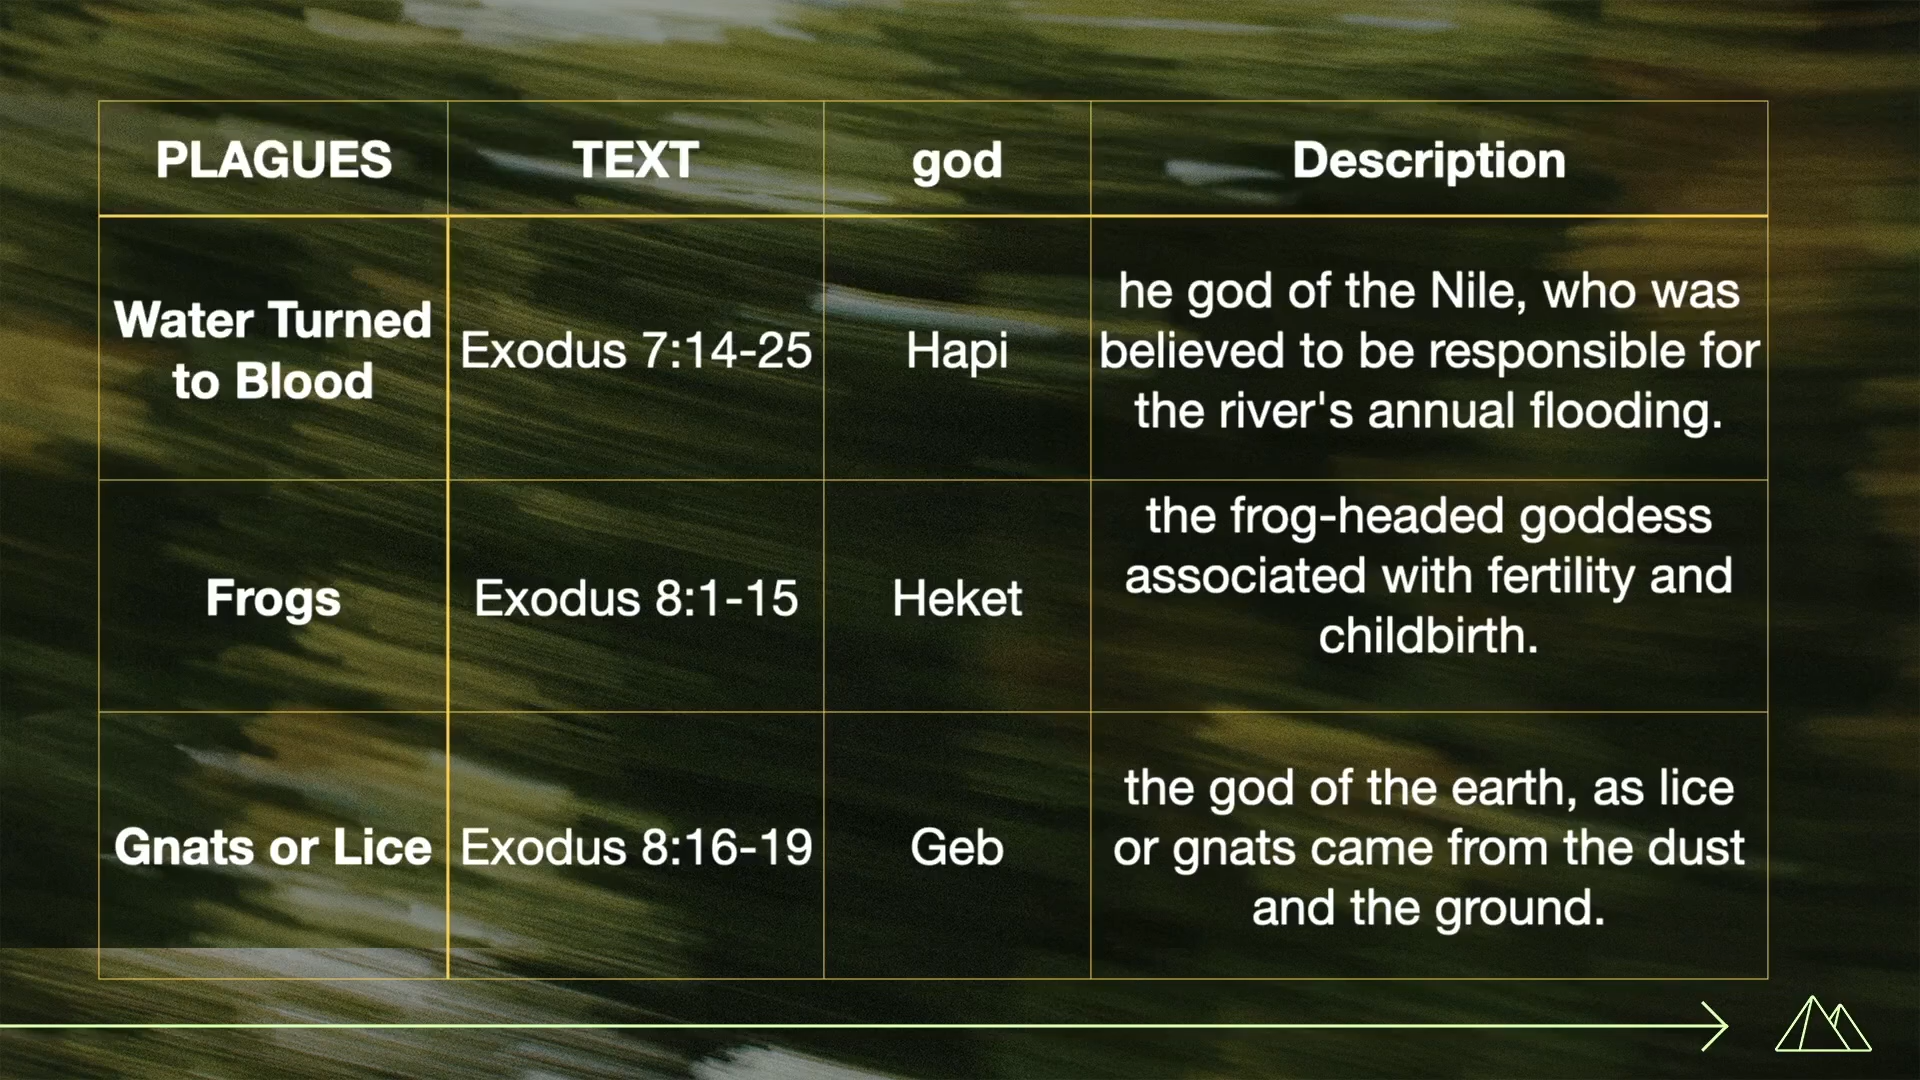 PLAGUES TEXT god Description
Water Turned
to Blood
Exodus 7:14-25
Hapi
he god of the Nile, who was
believed to be responsible for
the river's annual flooding.
Frogs
Exodus 8:1-15
Heket
the frog-headed goddess
associated with fertility and
childbirth.
Gnats or Lice
Exodus 8:16-19
Geb
the god of the earth, as lice
or gnats came from the dust
and the ground.